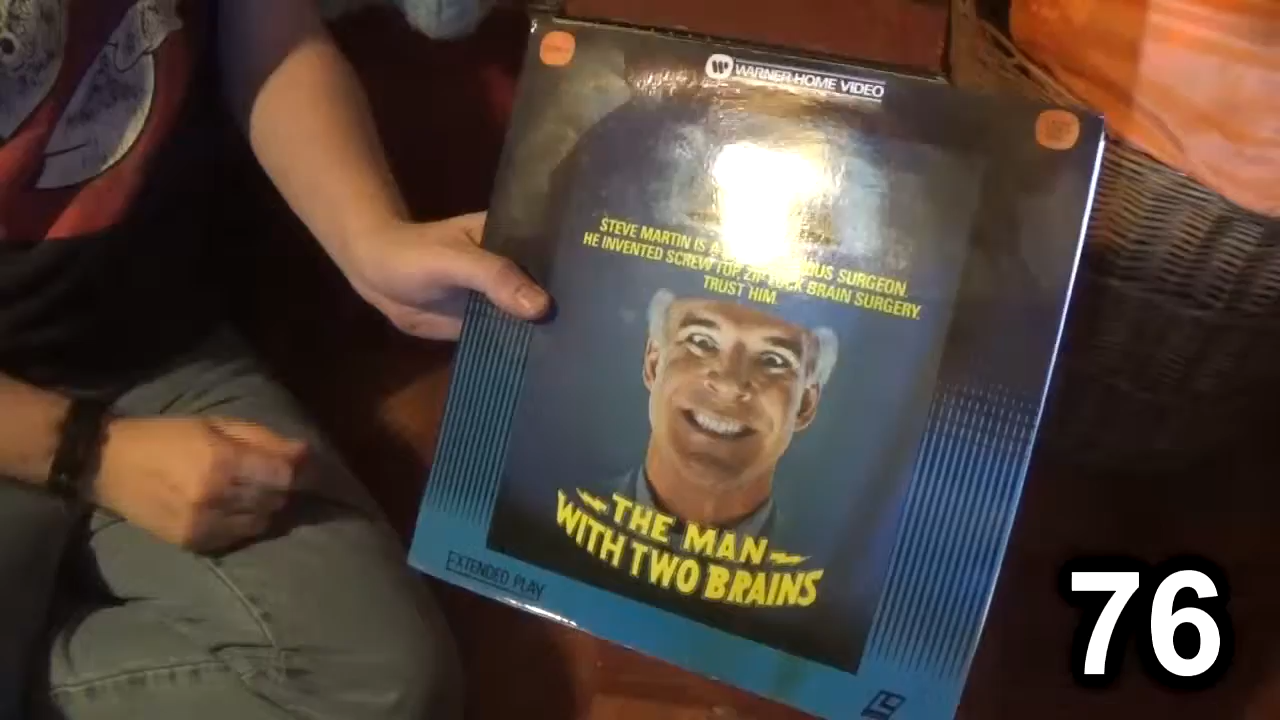 WARNER HOME VIDEO
STEVE MARTIN IS A SURGEON.
HE INVENTED SCREW TOP, ZIP LOCK BRAIN SURGERY.
TRUST HIM.
THE MAN
WITH TWO BRAINS
EXTENDED PLAY
76